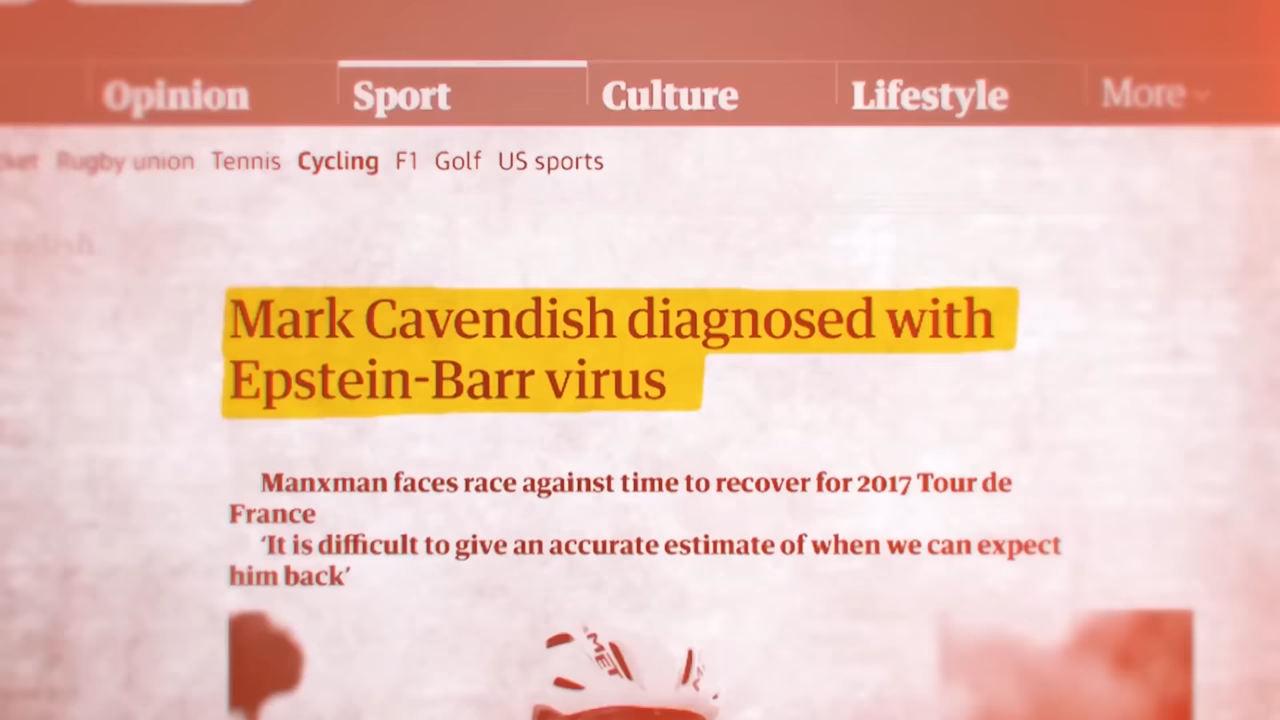 Opinion Sport Culture Lifestyle More
Rugby union Tennis Cycling F1 Golf US sports
Mark Cavendish diagnosed with
Epstein-Barr virus
Manxman faces race against time to recover for 2017 Tour de
France
‘It is difficult to give an accurate estimate of when we can expect
him back’
MET